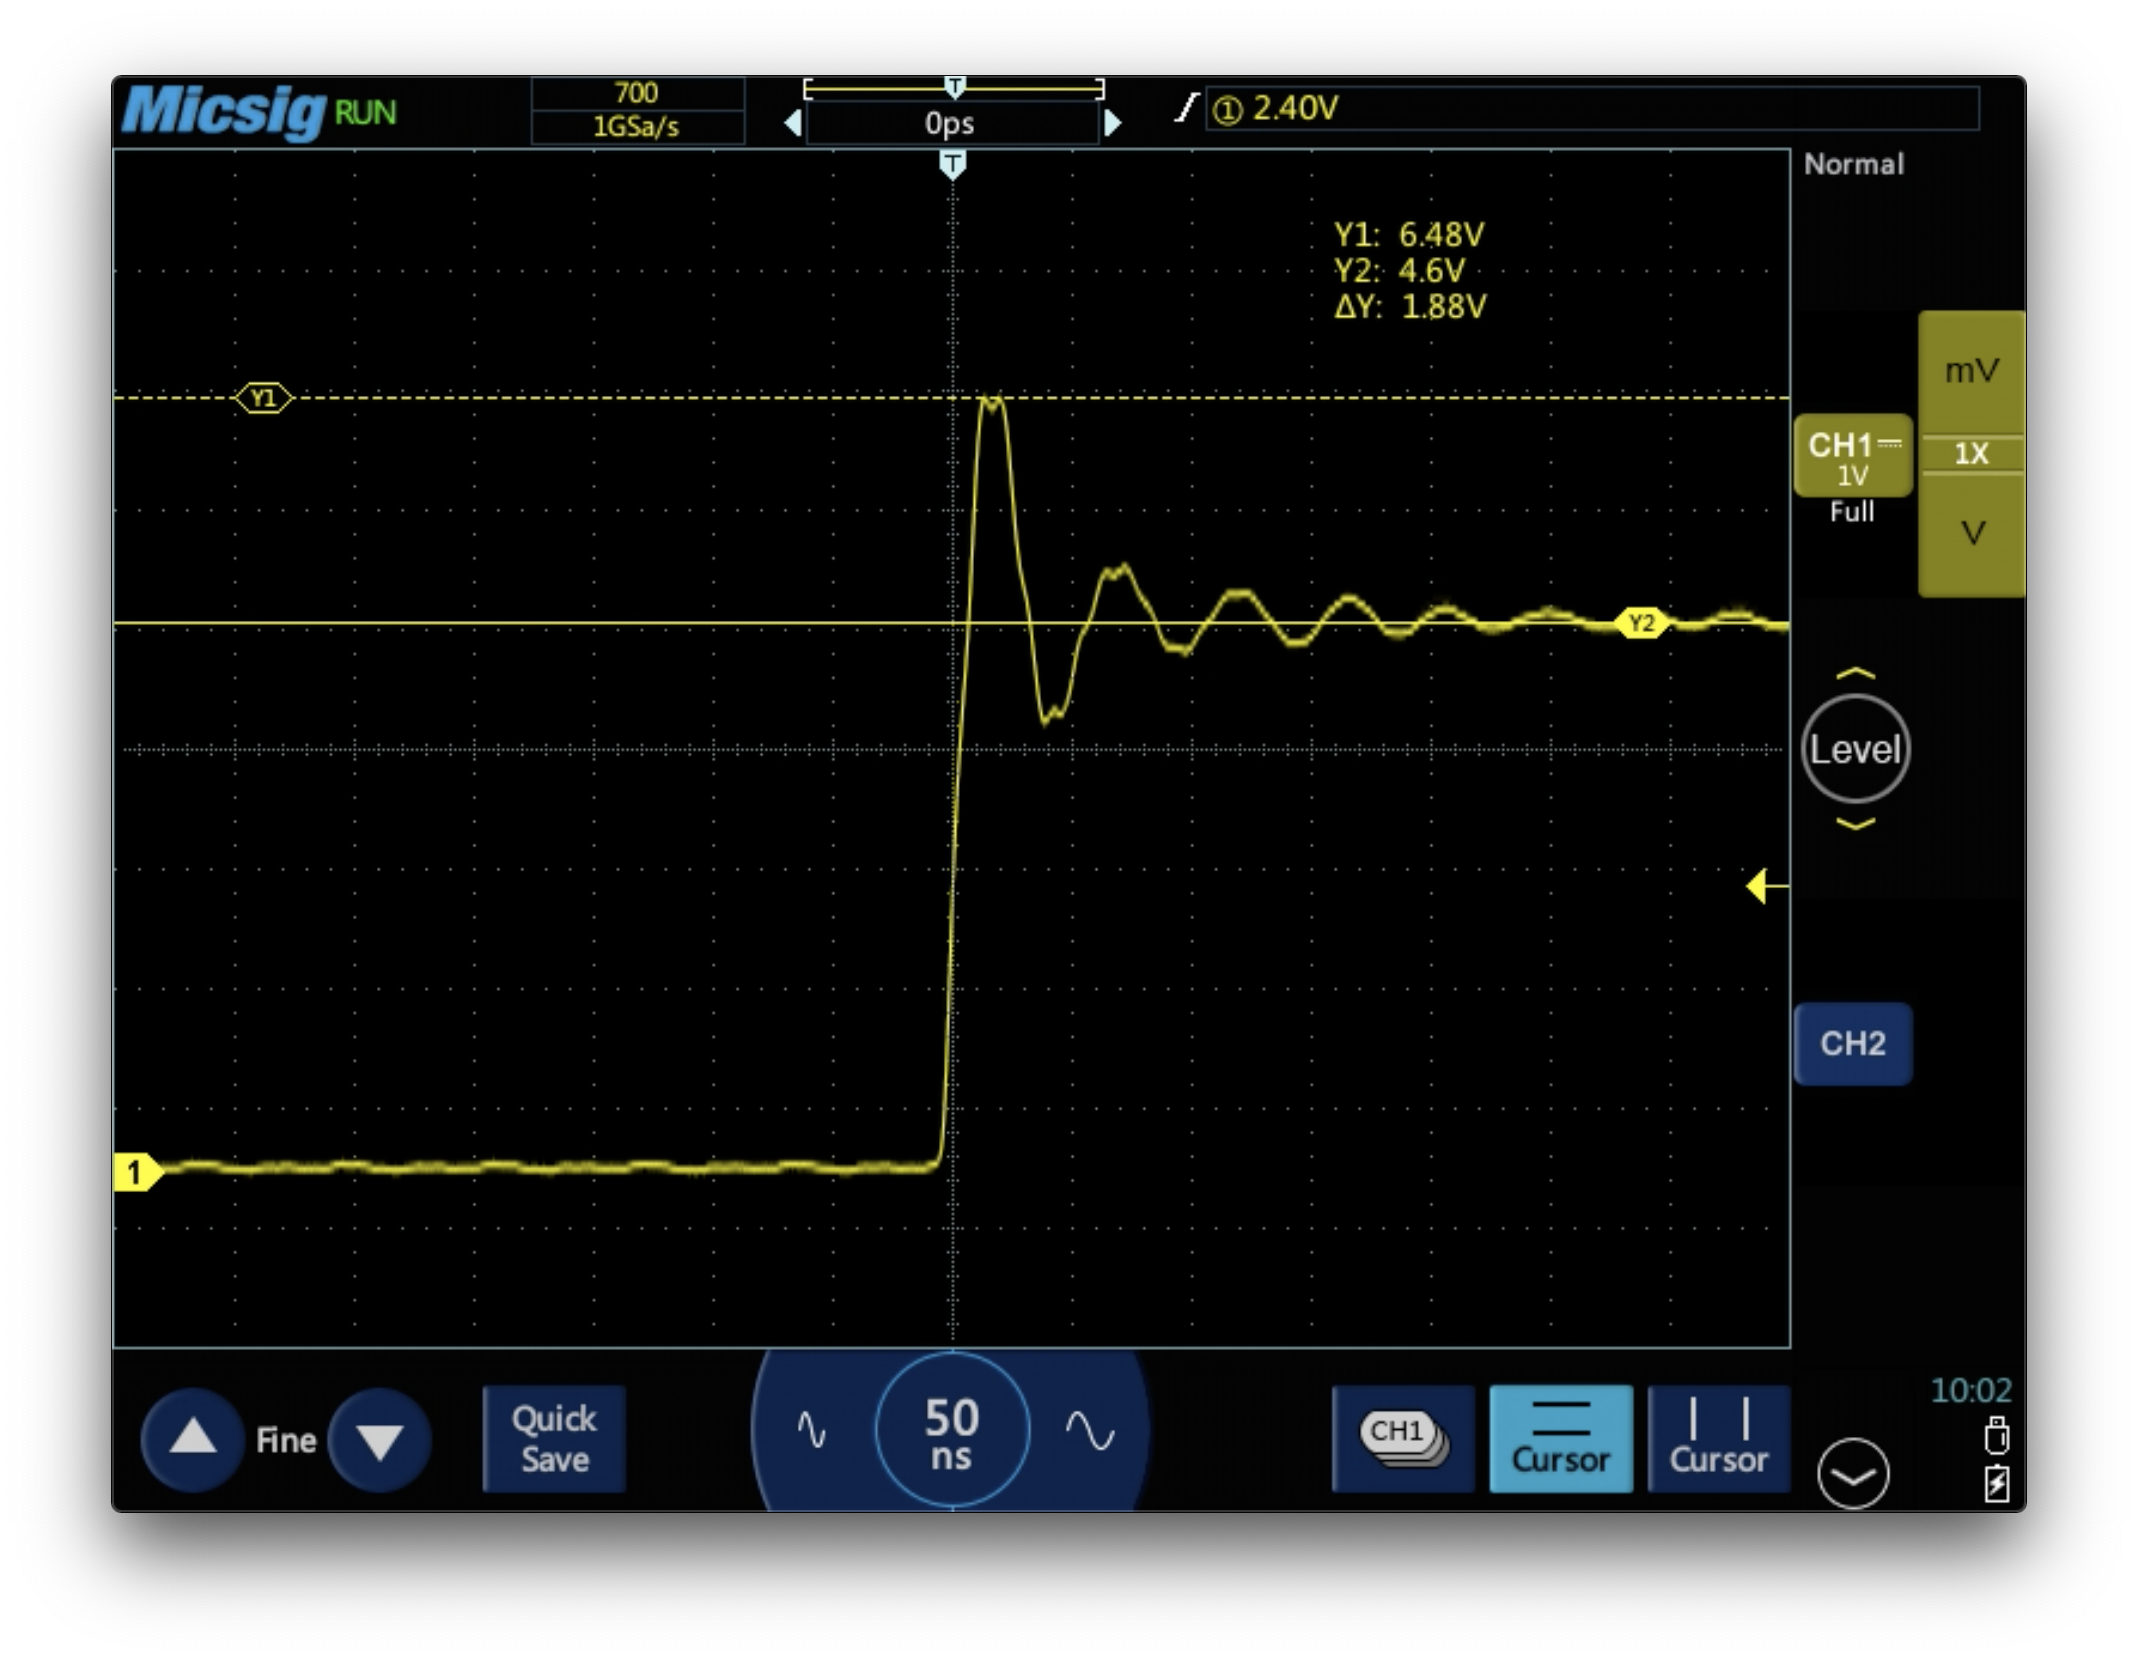 Micsig RUN
700
1GSa/s
T
0ps
① 2.40V
T
Normal
Y1: 6.48V
Y2: 4.6V
ΔY: 1.88V
Y1
mV
CH1
1V
1X
Full
V
Y2
Level
CH2
1
Fine
Quick
Save
50
ns
CH1
Cursor
Cursor
10:02